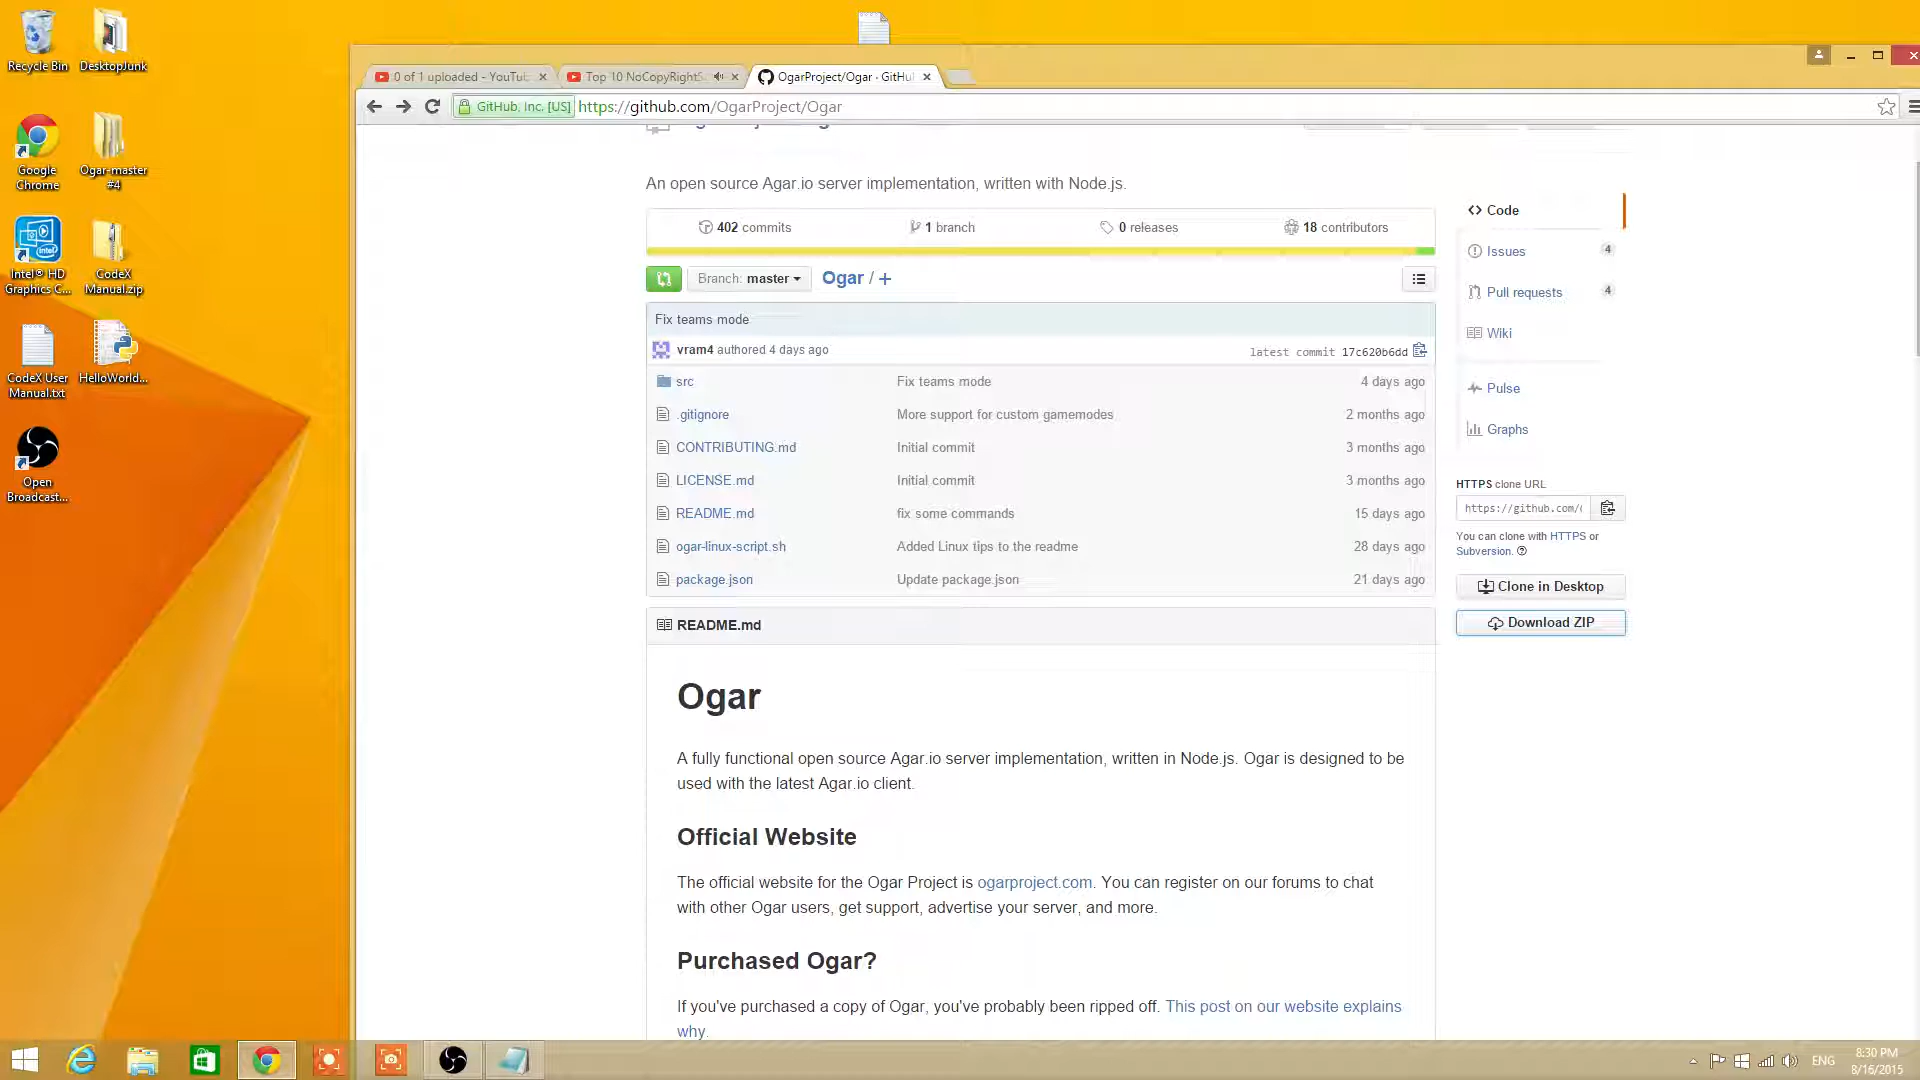 Recycle Bin
DesktopJunk
Google
Chrome
Ogar-master
#4
Intel® HD
Graphics C...
CodeX
Manual.zip
CodeX User
Manual.txt
HelloWorld...
Open
Broadcast...
0 of 1 uploaded - YouTu
Top 10 NoCopyRightS
OgarProject/Ogar · GitHu
GitHub, Inc. [US] https://github.com/OgarProject/Ogar
An open source Agar.io server implementation, written with Node.js.
402 commits
1 branch
0 releases
18 contributors
Branch: master
Ogar / +
Fix teams mode
vram4 authored 4 days ago
latest commit 17c620b6dd
src Fix teams mode 4 days ago
.gitignore More support for custom gamemodes 2 months ago
CONTRIBUTING.md Initial commit 3 months ago
LICENSE.md Initial commit 3 months ago
README.md fix some commands 15 days ago
ogar-linux-script.sh Added Linux tips to the readme 28 days ago
package.json Update package.json 21 days ago
Code
Issues 4
Pull requests 4
Wiki
Pulse
Graphs
HTTPS clone URL
https://github.com/
You can clone with HTTPS or
Subversion.
Clone in Desktop
Download ZIP
README.md
Ogar
A fully functional open source Agar.io server implementation, written in Node.js. Ogar is designed to be
used with the latest Agar.io client.
Official Website
The official website for the Ogar Project is ogarproject.com. You can register on our forums to chat
with other Ogar users, get support, advertise your server, and more.
Purchased Ogar?
If you've purchased a copy of Ogar, you've probably been ripped off. This post on our website explains
why.
ENG
8:30 PM
8/16/2015